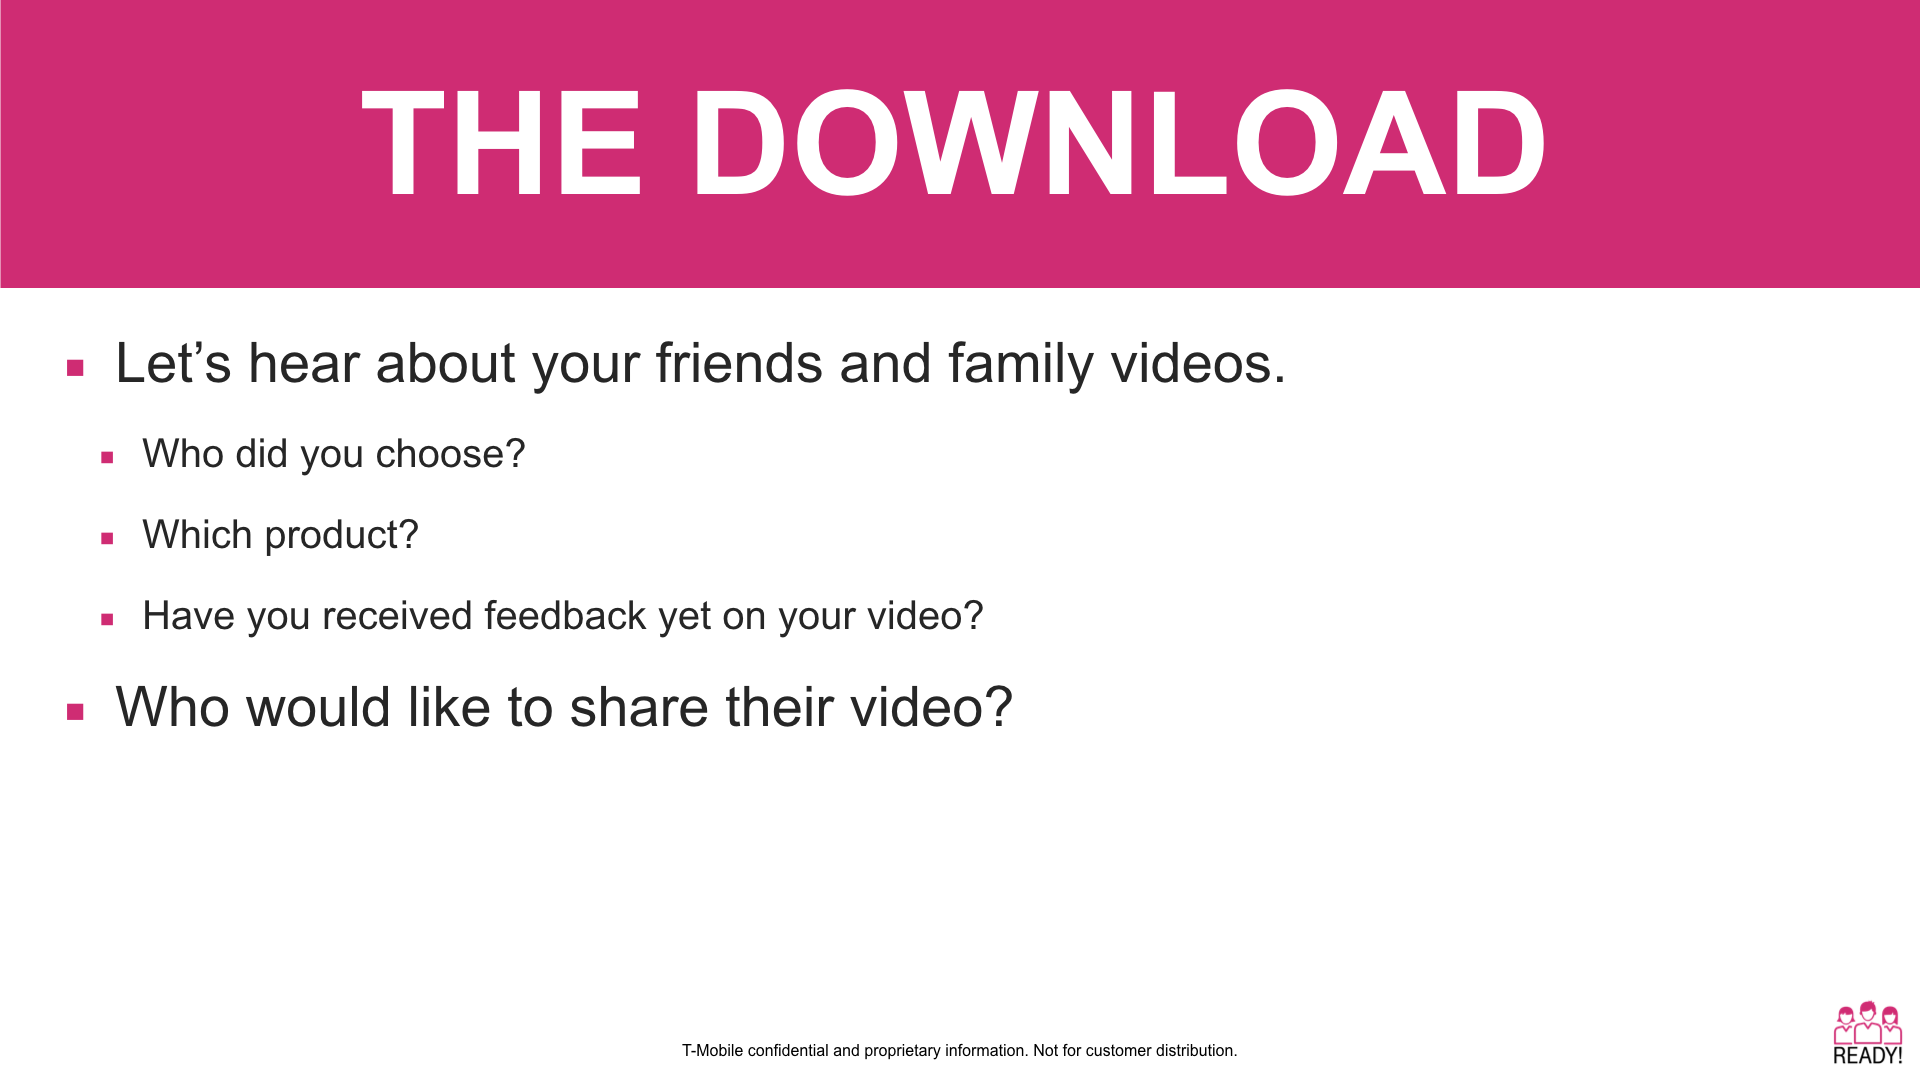 THE DOWNLOAD
Let’s hear about your friends and family videos.
Who did you choose?
Which product?
Have you received feedback yet on your video?
Who would like to share their video?
T-Mobile confidential and proprietary information. Not for customer distribution.
READY!